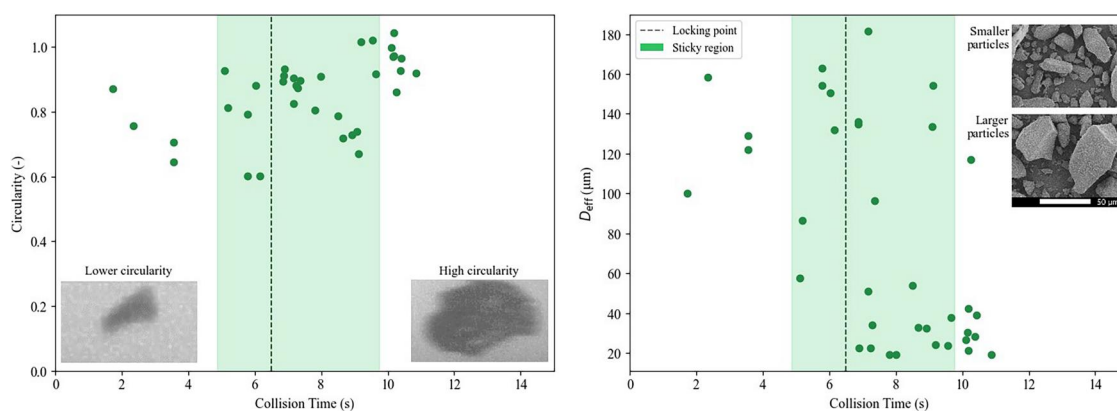 1.0
0.8
0.6
0.4
0.2
0.0
Circularity (-)
Lower circularity
High circularity
0
2
4
6
8
10
12
14
Collision Time (s)
180
160
140
120
100
80
60
40
20
D_eff (µm)
Locking point
Sticky region
Smaller
particles
Larger
particles
50 µm
0
2
4
6
8
10
Collision Time (s)